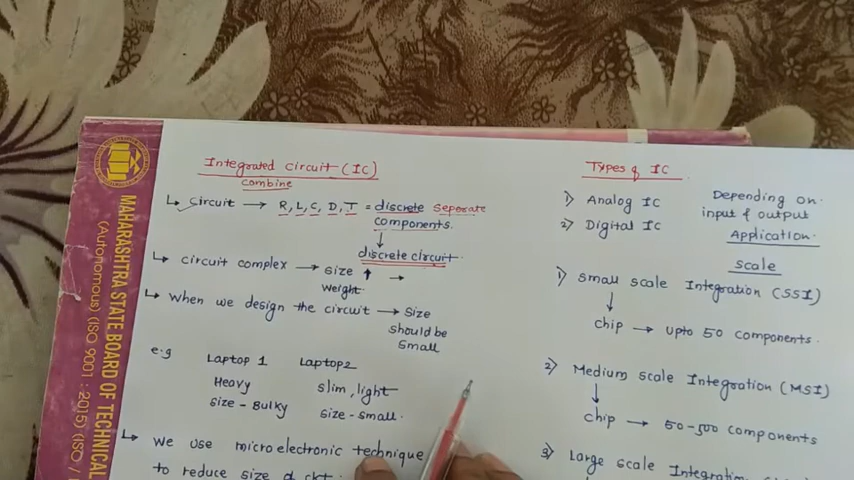 Integrated circuit (IC)
combine
↳ circuit → R, L, C, D, T = discrete seperate
components.
↓
discrete circuit
↳ circuit complex → size ↑ →
weight
↳ when we design the circuit → size
should be
small
e.g Laptop 1 Laptop2
Heavy slim, light
size - Bulky size - small.
↳ we use microelectronic technique
to reduce size of ckt.
Types of IC
1) Analog IC
2) Digital IC
Depending on
input & output
Application.
scale
1) small scale Integration (SSI)
↓
chip → upto 50 components.
2) Medium scale Integration (MSI)
↓
chip → 50-500 components
3) Large scale Integration
MAHARASHTRA STATE BOARD OF TECHNICAL
(Autonomous) (ISO 9001 : 2015) (ISO /